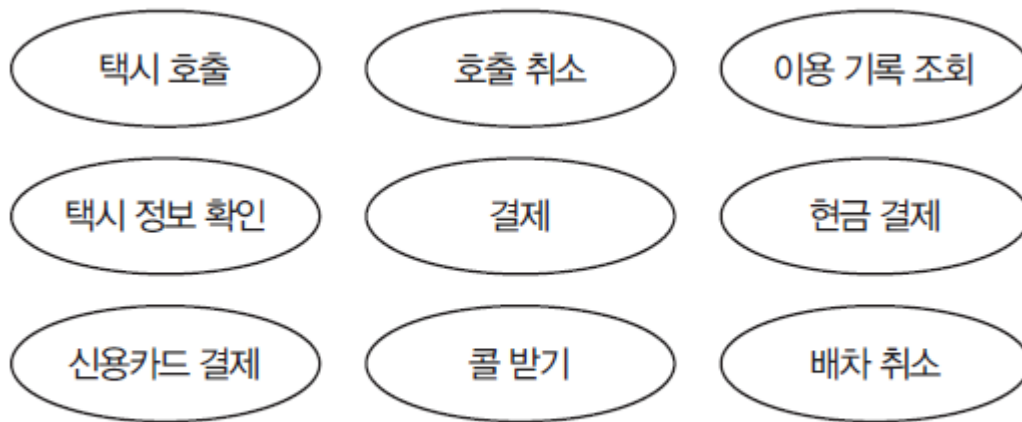 택시 호출
호출 취소
이용 기록 조회
택시 정보 확인
결제
현금 결제
신용카드 결제
콜 받기
배차 취소